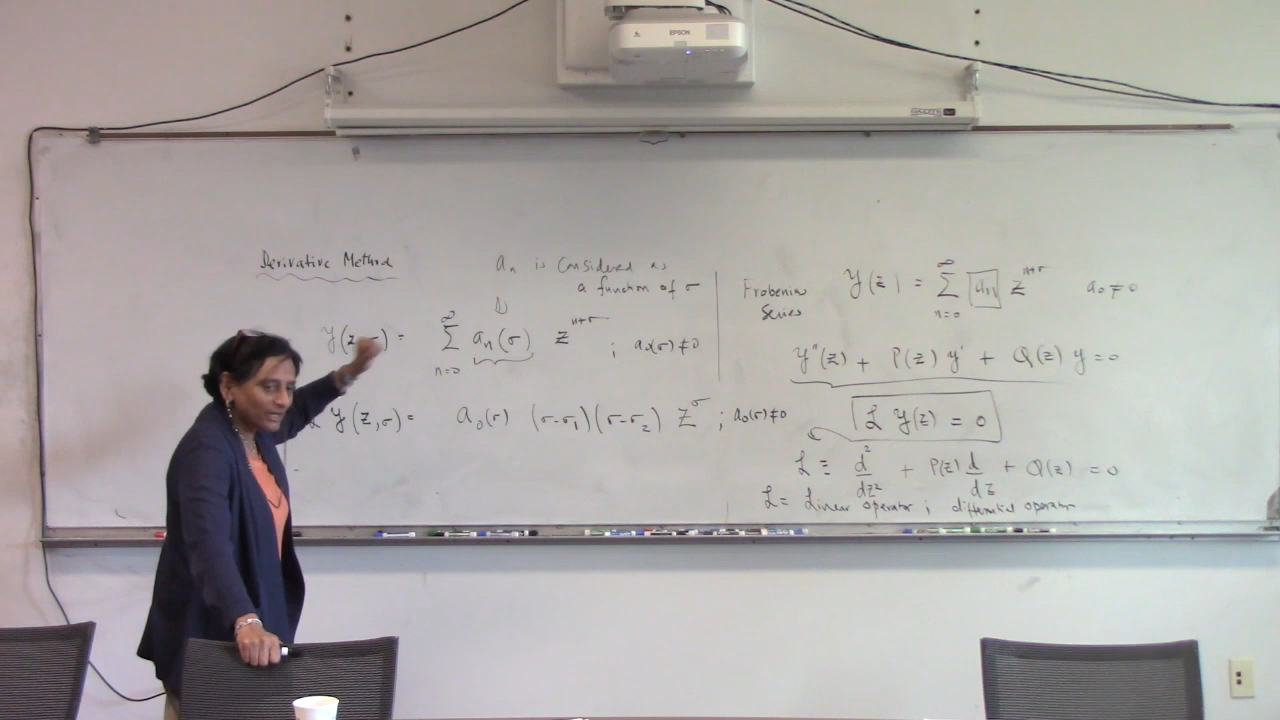 EPSON
Derivative Method
aₙ is considered as
a function of σ
y(z, σ) = ∑_{n=0}^{∞} aₙ(σ) z^{n+σ} ; a₀(σ) ≠ 0
ℒ y(z, σ) = a₀(σ) (σ-σ₁)(σ-σ₂) z^σ ; a₀(σ) ≠ 0
Frobenius
Series
y(z) = ∑_{n=0}^{∞} aₙ z^{n+σ} a₀ ≠ 0
y''(z) + P(z) y' + Q(z) y = 0
ℒ y(z) = 0
ℒ ≡ d²/dz² + P(z) d/dz + Q(z) = 0
ℒ = Linear operator ; differential operator